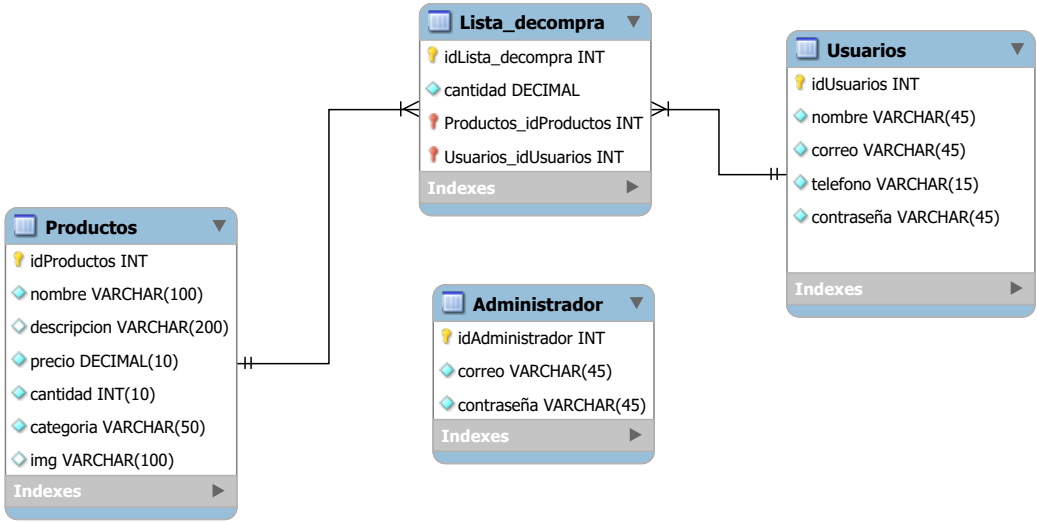 Lista_decompra
idLista_decompra INT
cantidad DECIMAL
Productos_idProductos INT
Usuarios_idUsuarios INT
Indexes
Usuarios
idUsuarios INT
nombre VARCHAR(45)
correo VARCHAR(45)
telefono VARCHAR(15)
contraseña VARCHAR(45)
Indexes
Productos
idProductos INT
nombre VARCHAR(100)
descripcion VARCHAR(200)
precio DECIMAL(10)
cantidad INT(10)
categoria VARCHAR(50)
img VARCHAR(100)
Indexes
Administrador
idAdministrador INT
correo VARCHAR(45)
contraseña VARCHAR(45)
Indexes